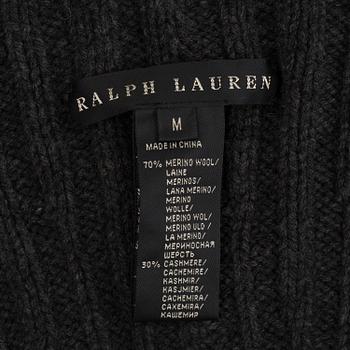 RALPH LAUREN
M
MADE IN CHINA
70% MERINO WOOL/
LAINE
MERINOS/
LANA MERINO/
MERINO
WOLLE/
MERINO WOL/
MERINO ULD/
LA MERINO/
МЕРИНОСНАЯ
ШЕРСТЬ
30% CASHMERE/
CACHEMIRE/
KASHMIR/
KASJMIER/
CACHEMIRA/
CAXEMIRA/
КАШЕМИР